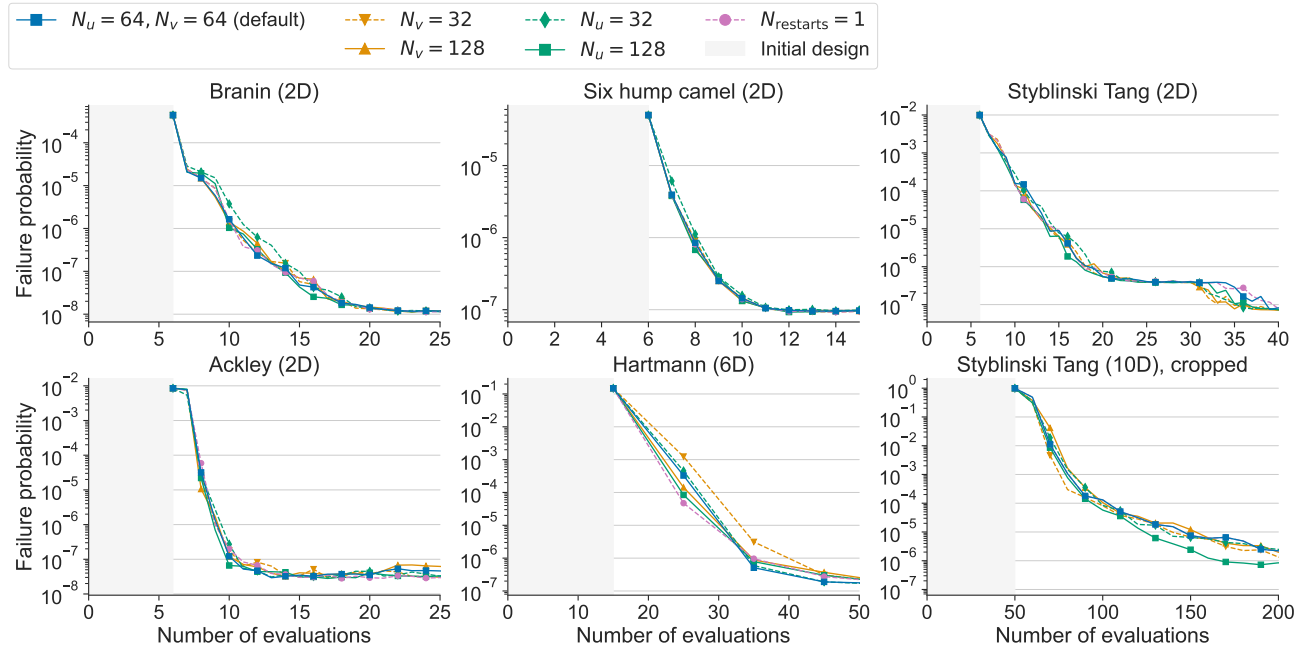 N_u = 64, N_v = 64 (default)
N_v = 32
N_u = 32
N_restarts = 1
N_v = 128
N_u = 128
Initial design
Branin (2D)
Six hump camel (2D)
Styblinski Tang (2D)
Failure probability
10⁻⁴
10⁻⁵
10⁻⁶
10⁻⁷
10⁻⁸
0 5 10 15 20 25
10⁻⁵
10⁻⁶
10⁻⁷
0 2 4 6 8 10 12 14
10⁻²
10⁻³
10⁻⁴
10⁻⁵
10⁻⁶
10⁻⁷
0 5 10 15 20 25 30 35 40
Ackley (2D)
Hartmann (6D)
Styblinski Tang (10D), cropped
Failure probability
10⁻²
10⁻³
10⁻⁴
10⁻⁵
10⁻⁶
10⁻⁷
10⁻⁸
0 5 10 15 20 25
Number of evaluations
10⁻¹
10⁻²
10⁻³
10⁻⁴
10⁻⁵
10⁻⁶
10⁻⁷
0 5 10 15 20 25 30 35 40 45 50
Number of evaluations
10⁰
10⁻¹
10⁻²
10⁻³
10⁻⁴
10⁻⁵
10⁻⁶
10⁻⁷
0 50 100 150 200
Number of evaluations